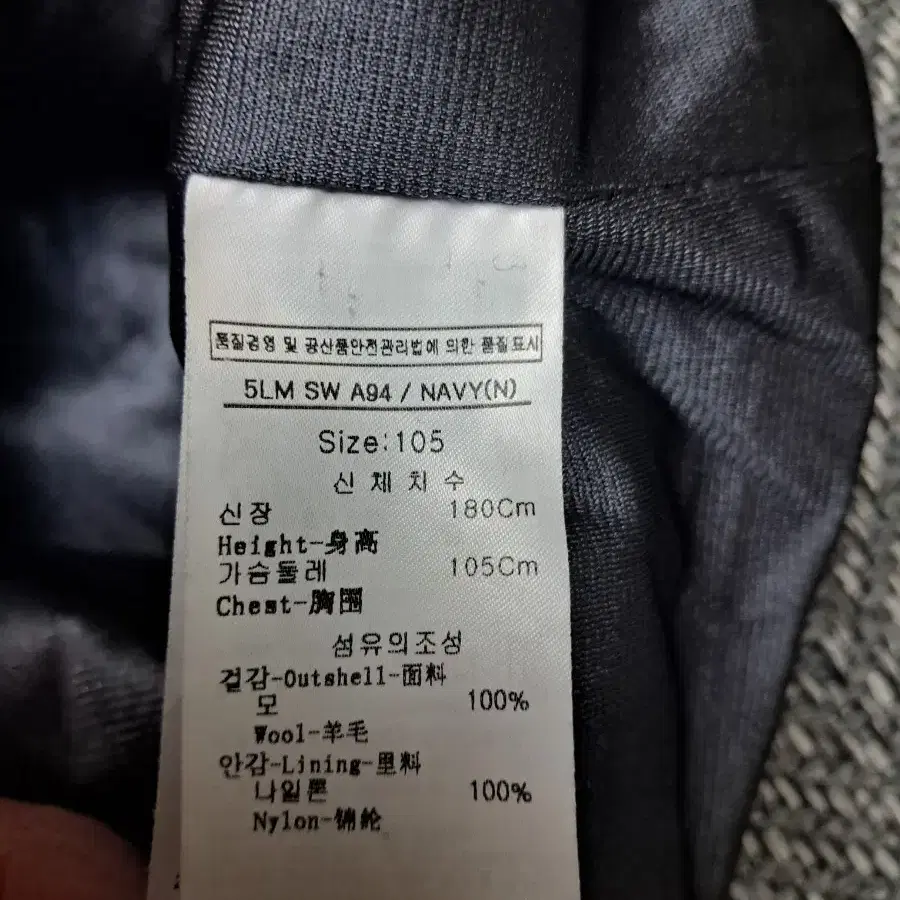 품질경영 및 공산품안전관리법에 의한 품질표시
5LM SW A94 / NAVY(N)
Size:105
신 체 치 수
신장 180Cm
Height-身高
가슴둘레 105Cm
Chest-胸围
섬유의조성
겉감-Outshell-面料
모 100%
Wool-羊毛
안감-Lining-里料
나일론 100%
Nylon-锦纶